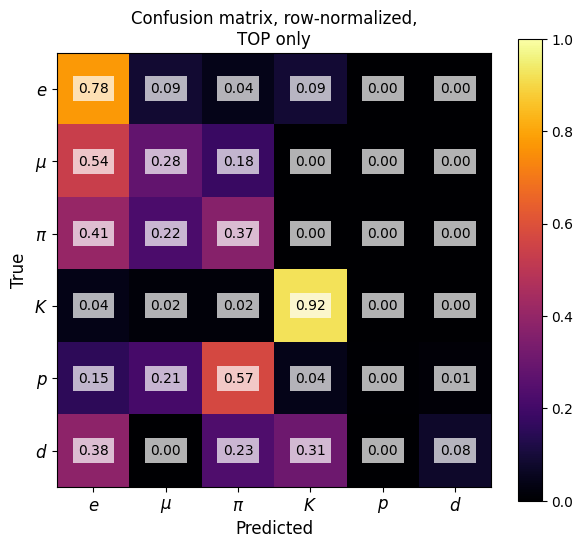 Confusion matrix, row-normalized,
TOP only
True
e 0.78 0.09 0.04 0.09 0.00 0.00
μ 0.54 0.28 0.18 0.00 0.00 0.00
π 0.41 0.22 0.37 0.00 0.00 0.00
K 0.04 0.02 0.02 0.92 0.00 0.00
p 0.15 0.21 0.57 0.04 0.00 0.01
d 0.38 0.00 0.23 0.31 0.00 0.08
e μ π K p d
Predicted
1.0
0.8
0.6
0.4
0.2
0.0